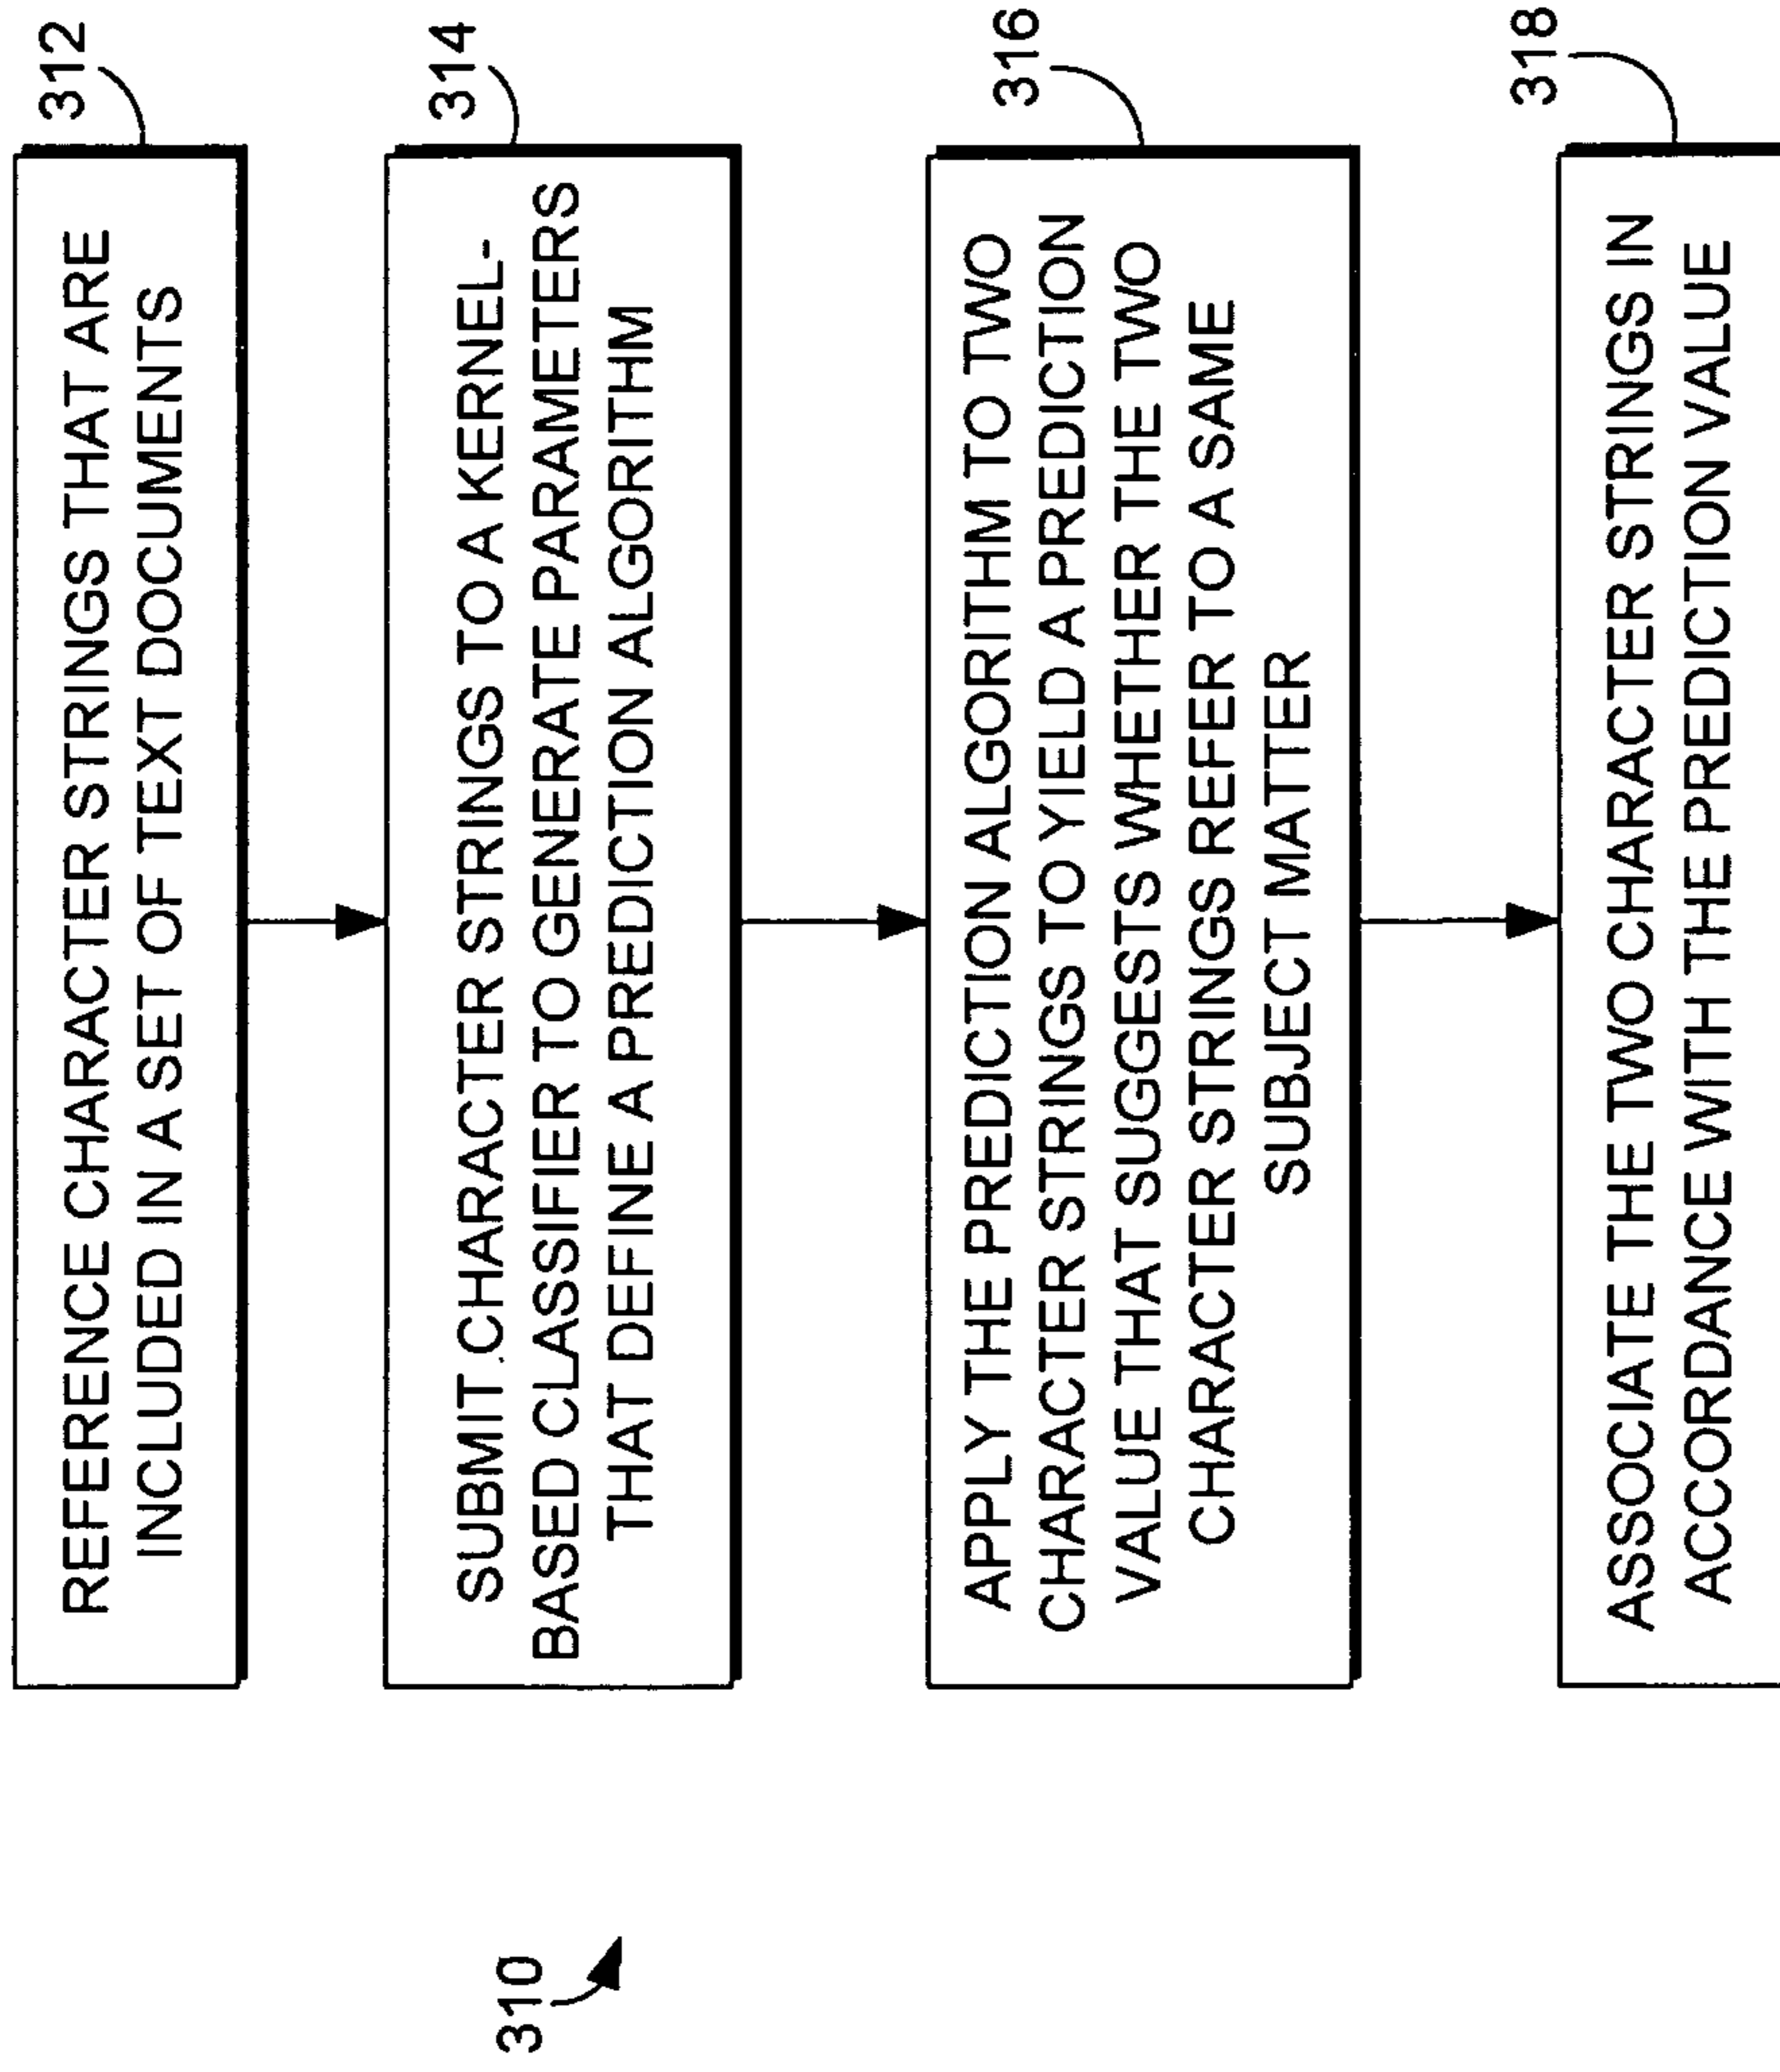 310
312
REFERENCE CHARACTER STRINGS THAT ARE
INCLUDED IN A SET OF TEXT DOCUMENTS
314
SUBMIT CHARACTER STRINGS TO A KERNEL-
BASED CLASSIFIER TO GENERATE PARAMETERS
THAT DEFINE A PREDICTION ALGORITHM
316
APPLY THE PREDICTION ALGORITHM TO TWO
CHARACTER STRINGS TO YIELD A PREDICTION
VALUE THAT SUGGESTS WHETHER THE TWO
CHARACTER STRINGS REFER TO A SAME
SUBJECT MATTER
318
ASSOCIATE THE TWO CHARACTER STRINGS IN
ACCORDANCE WITH THE PREDICTION VALUE